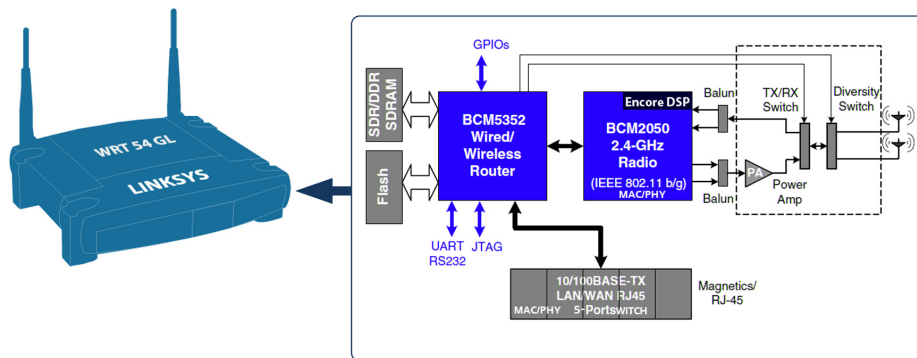 WRT 54 GL
LINKSYS
GPIOs
SDR/DDR
SDRAM
Flash
BCM5352
Wired/
Wireless
Router
UART
RS232
JTAG
Encore DSP
BCM2050
2.4-GHz
Radio
(IEEE 802.11 b/g)
MAC/PHY
Balun
Balun
PA
Power
Amp
TX/RX
Switch
Diversity
Switch
10/100BASE-TX
LAN/WAN RJ45
MAC/PHY 5-PortSWITCH
Magnetics/
RJ-45